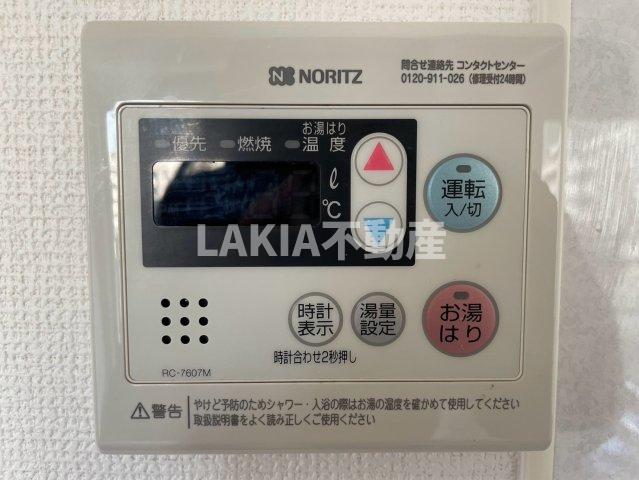 NORITZ
問合せ連絡先 コンタクトセンター
0120-911-026 (修理受付24時間)
お湯はり
優先 燃焼 温度
ℓ
℃
運転
入/切
LAKIA不動産
時計
表示
湯量
設定
お湯
はり
時計合わせ2秒押し
RC-7607M
警告
やけど予防のためシャワー・入浴の際はお湯の温度を確かめて使用してください
取扱説明書をよく読み正しくご使用ください